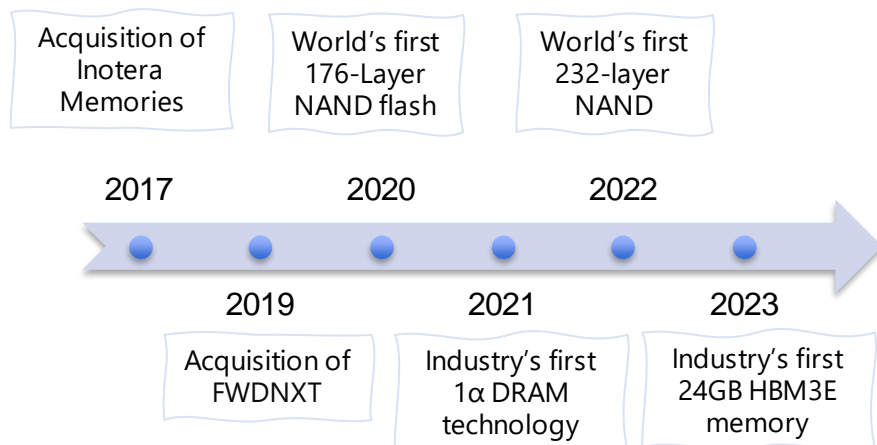 Acquisition of
Inotera
Memories
World's first
176-Layer
NAND flash
World's first
232-layer
NAND
2017
2020
2022
2019
2021
2023
Acquisition of
FWDNXT
Industry's first
1α DRAM
technology
Industry's first
24GB HBM3E
memory